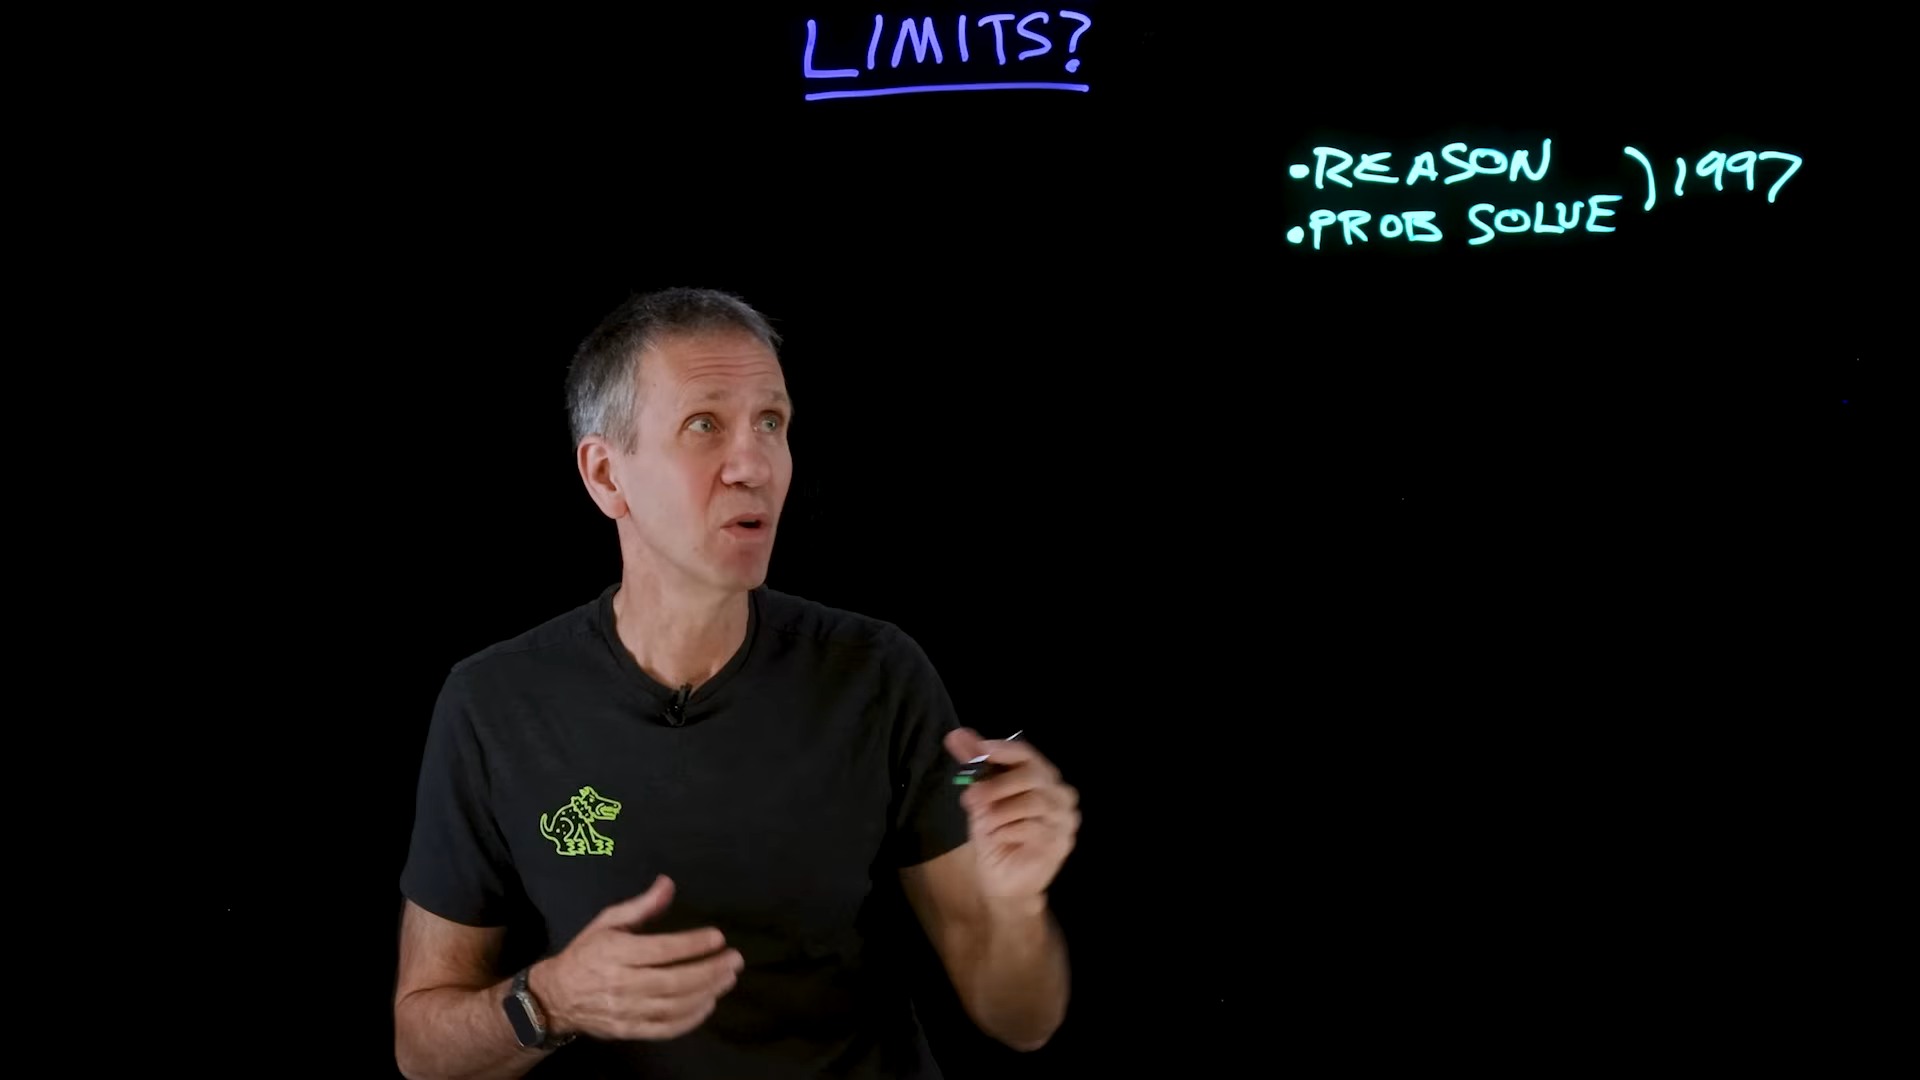 LIMITS?
• REASON
• PROB SOLVE
) 1997